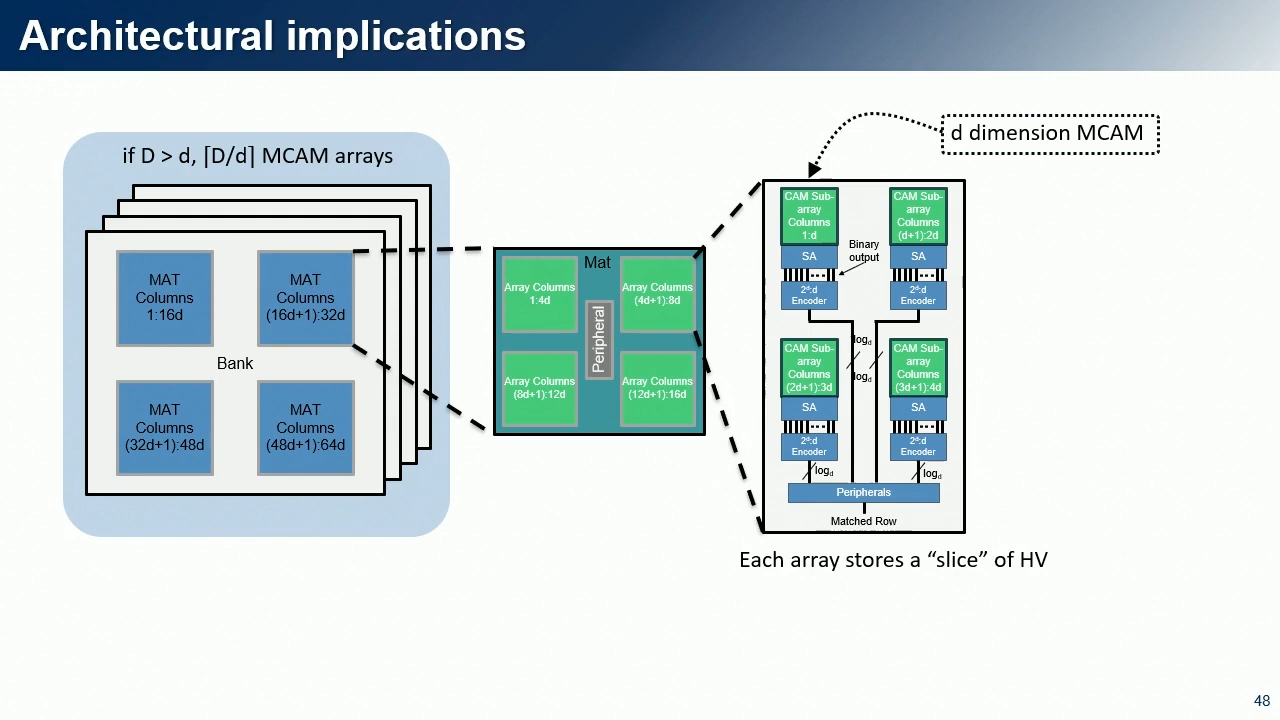 Architectural implications
if D > d, ⌈D/d⌉ MCAM arrays
MAT
Columns
1:16d
MAT
Columns
(16d+1):32d
Bank
MAT
Columns
(32d+1):48d
MAT
Columns
(48d+1):64d
Mat
Array Columns
1:4d
Array Columns
(4d+1):8d
Peripheral
Array Columns
(8d+1):12d
Array Columns
(12d+1):16d
d dimension MCAM
CAM Sub-
array
Columns
1:d
SA
2ᵈ:d
Encoder
Binary
output
CAM Sub-
array
Columns
(d+1):2d
SA
2ᵈ:d
Encoder
logd
logd
CAM Sub-
array
Columns
(2d+1):3d
SA
2ᵈ:d
Encoder
logd
CAM Sub-
array
Columns
(3d+1):4d
SA
2ᵈ:d
Encoder
logd
Peripherals
Matched Row
Each array stores a “slice” of HV
48